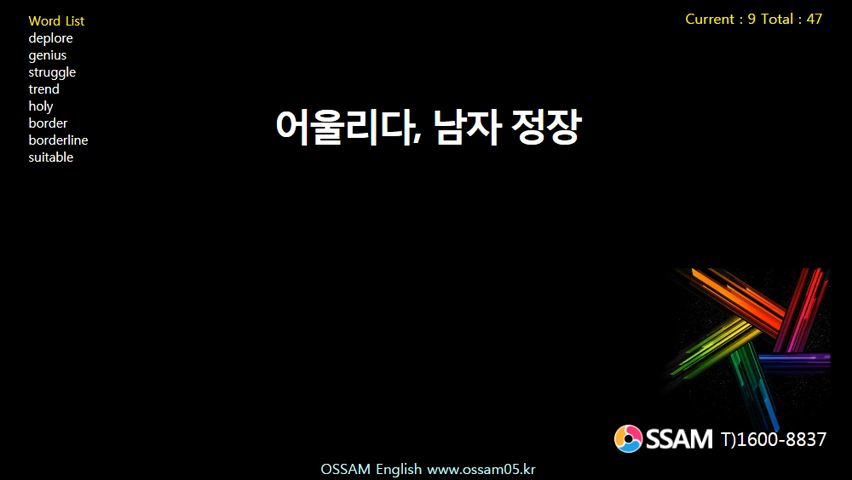 Word List
deplore
genius
struggle
trend
holy
border
borderline
suitable
Current : 9 Total : 47
어울리다, 남자 정장
OSSAM T)1600-8837
OSSAM English www.ossam05.kr